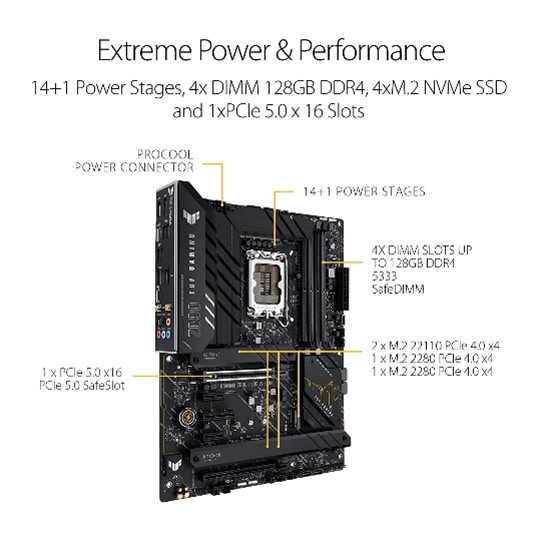 Extreme Power & Performance
14+1 Power Stages, 4x DIMM 128GB DDR4, 4xM.2 NVMe SSD
and 1xPCIe 5.0 x 16 Slots
PROCOOL
POWER CONNECTOR
14+1 POWER STAGES
4X DIMM SLOTS UP
TO 128GB DDR4
5333
SafeDIMM
2 x M.2 22110 PCIe 4.0 x4
1 x M.2 2280 PCIe 4.0 x4
1 x M.2 2280 PCIe 4.0 x4
1 x PCIe 5.0 x16
PCIe 5.0 SafeSlot
TUF GAMING
Z690